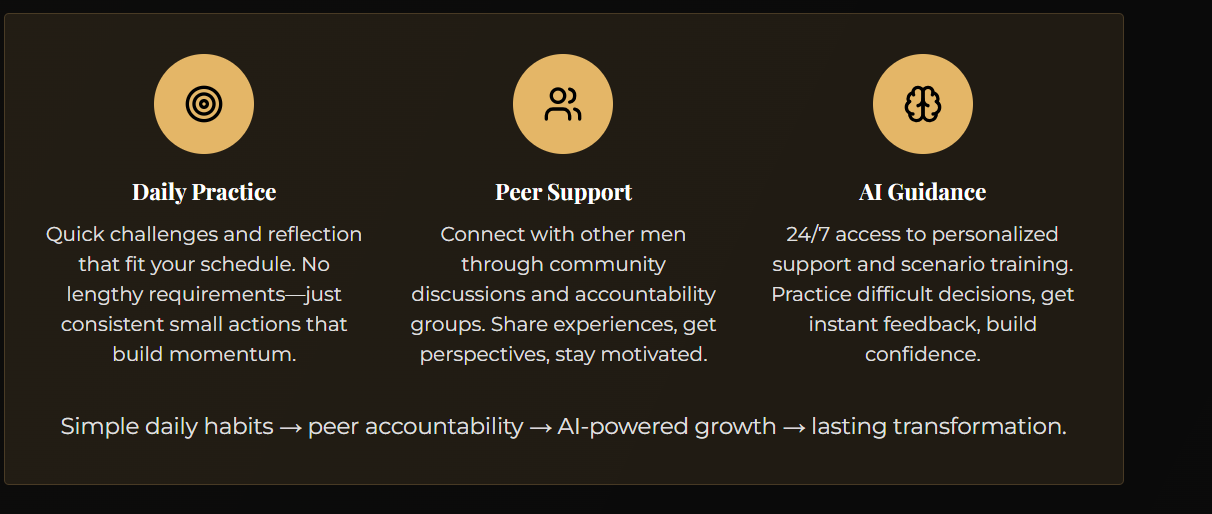 Daily Practice
Quick challenges and reflection
that fit your schedule. No
lengthy requirements—just
consistent small actions that
build momentum.
Peer Support
Connect with other men
through community
discussions and accountability
groups. Share experiences, get
perspectives, stay motivated.
AI Guidance
24/7 access to personalized
support and scenario training.
Practice difficult decisions, get
instant feedback, build
confidence.
Simple daily habits → peer accountability → AI-powered growth → lasting transformation.